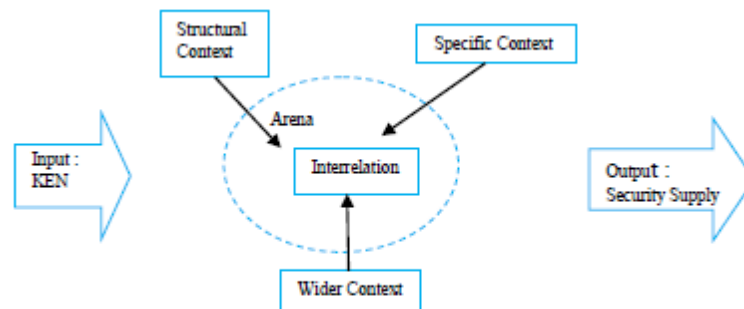 Structural
Context
Specific Context
Arena
Input :
KEN
Interrelation
Output :
Security Supply
Wider Context